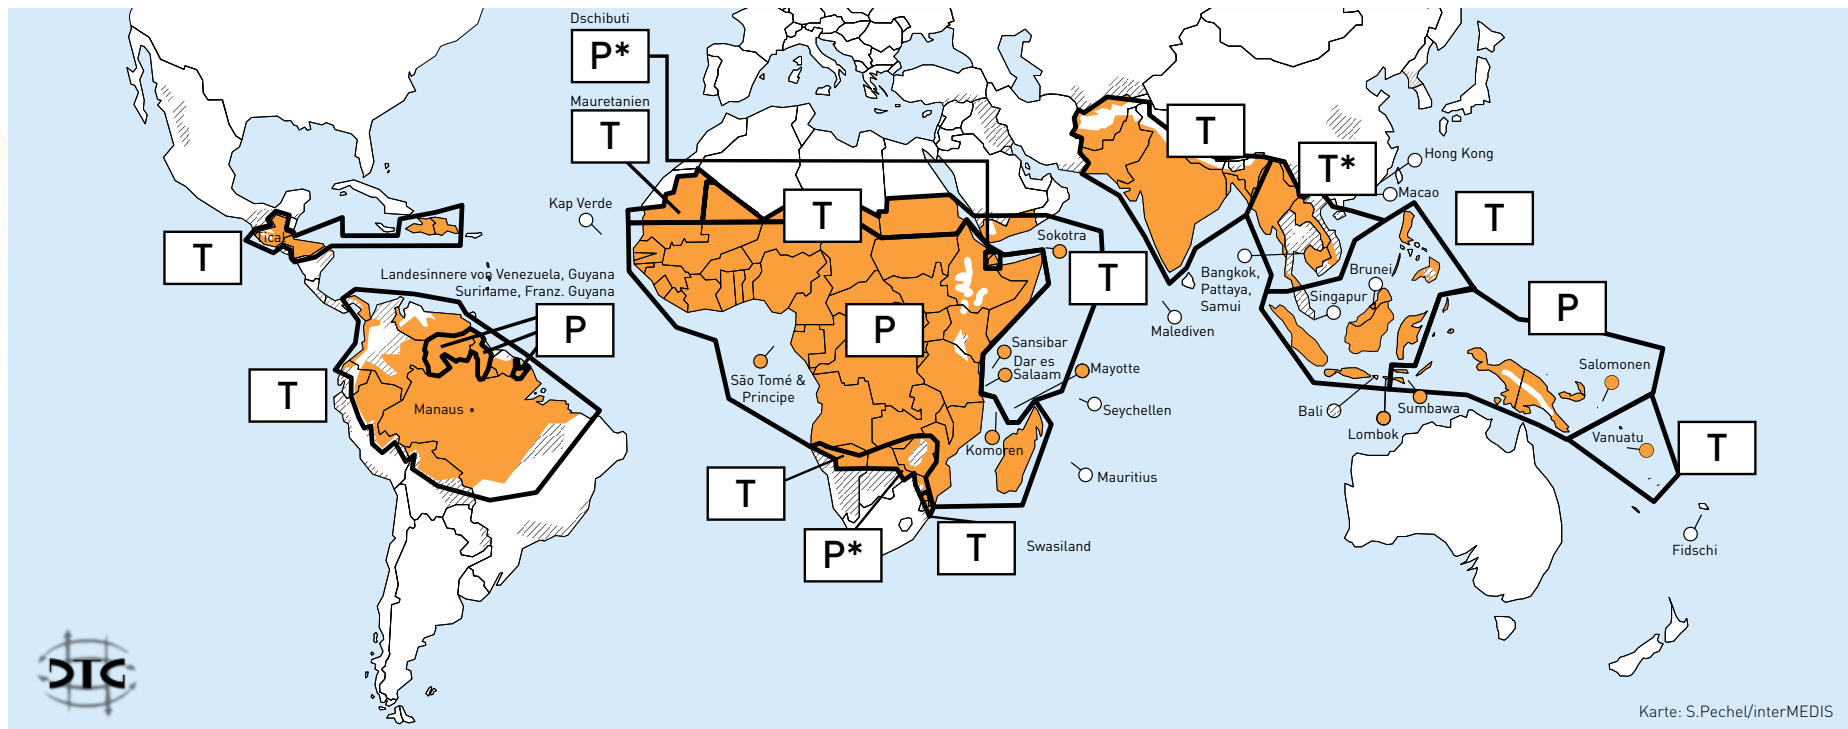 Dschibuti
P*
Mauretanien
T
Kap Verde
T
T
T*
Hong Kong
Macao
T
T
Tical
Sokotra
T
Landesinnere von Venezuela, Guyana
Suriname, Franz. Guyana
P
P
Bangkok,
Pattaya,
Samui
Brunei
Singapur
Malediven
P
T
Manaus
São Tomé &
Principe
Sansibar
Dar es
Salaam
Mayotte
Seychellen
Salomonen
Bali
Sumbawa
Lombok
Vanuatu
T
Komoren
Mauritius
T
P*
T
Swasiland
Fidschi
DTG
Karte: S.Pechel/interMEDIS